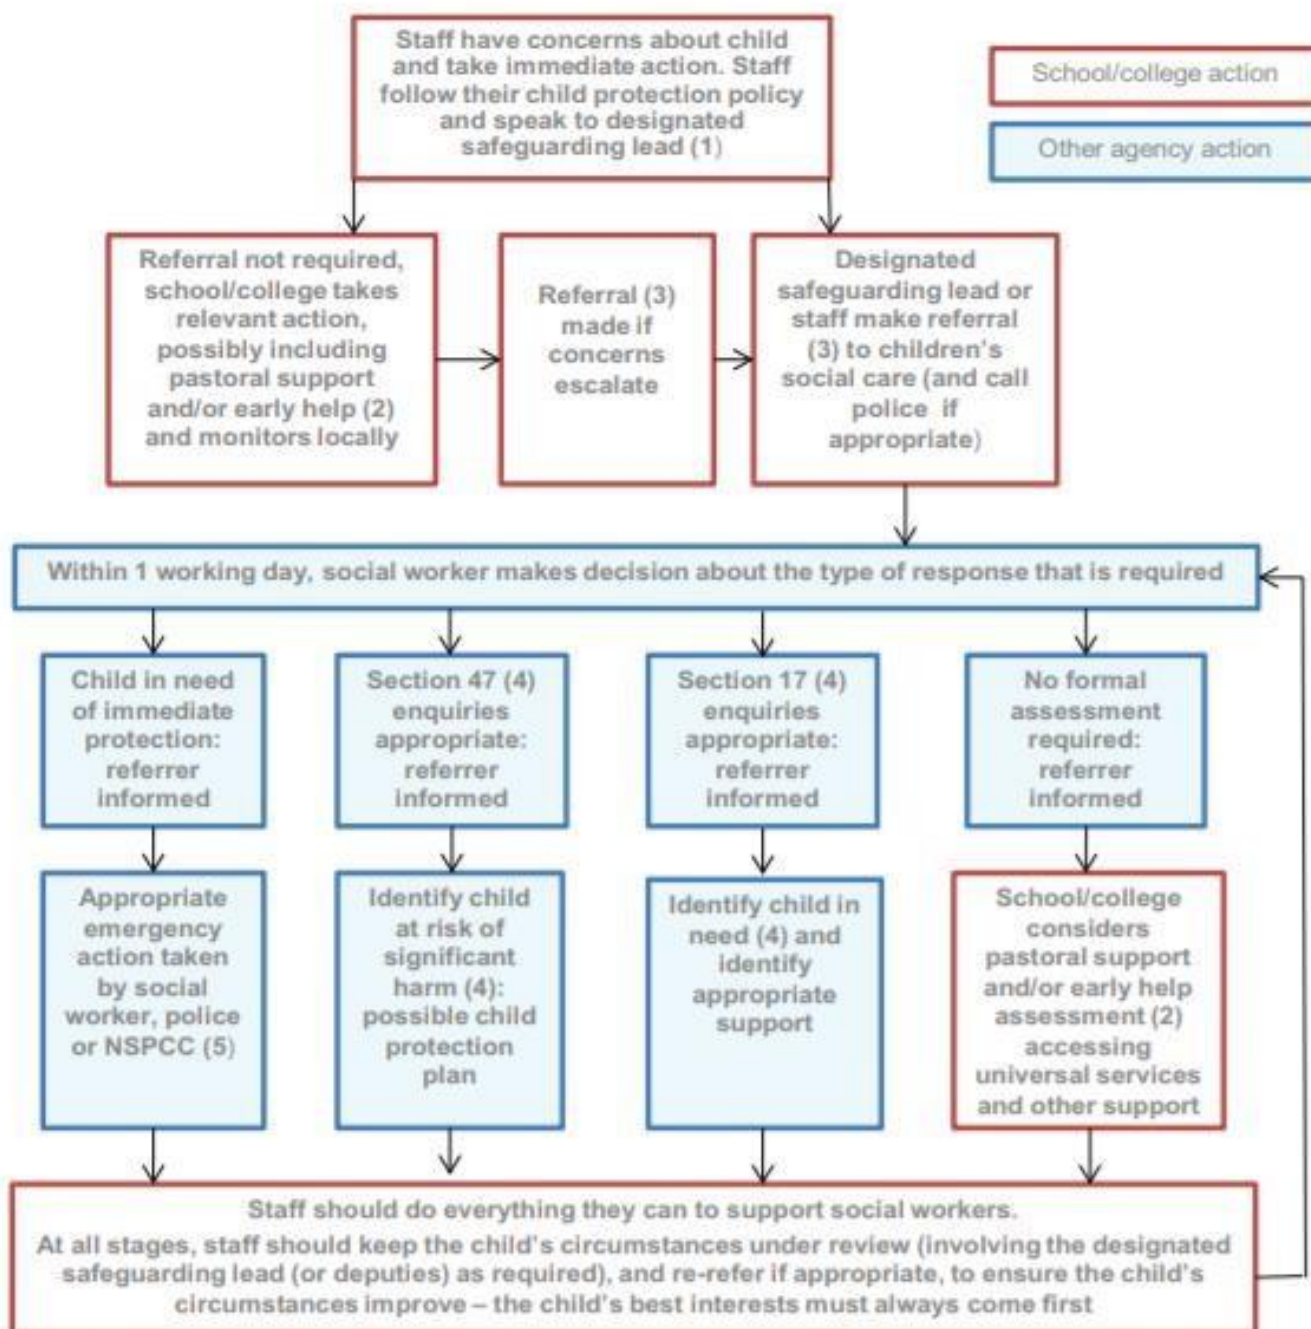 Staff have concerns about child
and take immediate action. Staff
follow their child protection policy
and speak to designated
safeguarding lead (1)
School/college action
Other agency action
Referral not required,
school/college takes
relevant action,
possibly including
pastoral support
and/or early help (2)
and monitors locally
Referral (3)
made if
concerns
escalate
Designated
safeguarding lead or
staff make referral
(3) to children's
social care (and call
police if
appropriate)
Within 1 working day, social worker makes decision about the type of response that is required
Child in need
of immediate
protection:
referrer
informed
Section 47 (4)
enquiries
appropriate:
referrer
informed
Section 17 (4)
enquiries
appropriate:
referrer
informed
No formal
assessment
required:
referrer
informed
Appropriate
emergency
action taken
by social
worker, police
or NSPCC (5)
Identify child
at risk of
significant
harm (4):
possible child
protection
plan
Identify child in
need (4) and
identify
appropriate
support
School/college
considers
pastoral support
and/or early help
assessment (2)
accessing
universal services
and other support
Staff should do everything they can to support social workers.
At all stages, staff should keep the child's circumstances under review (involving the designated
safeguarding lead (or deputies) as required), and re-refer if appropriate, to ensure the child's
circumstances improve – the child's best interests must always come first